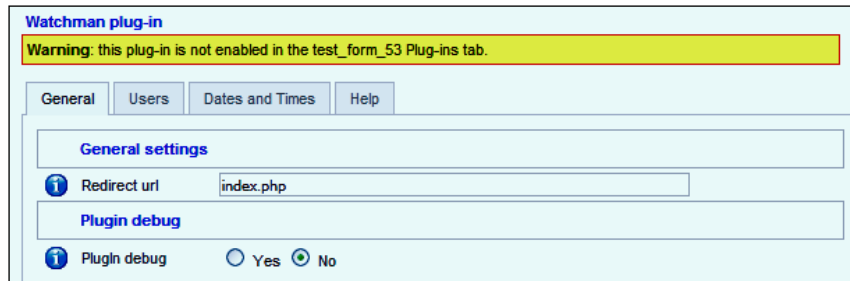 Watchman plug-in
Warning: this plug-in is not enabled in the test_form_53 Plug-ins tab.
General Users Dates and Times Help
General settings
Redirect url index.php
Plugin debug
PlugIn debug Yes No